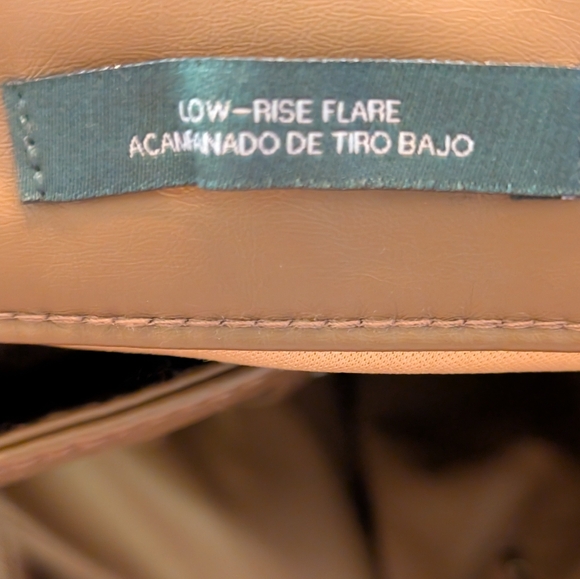 LOW-RISE FLARE
ACAMPANADO DE TIRO BAJO